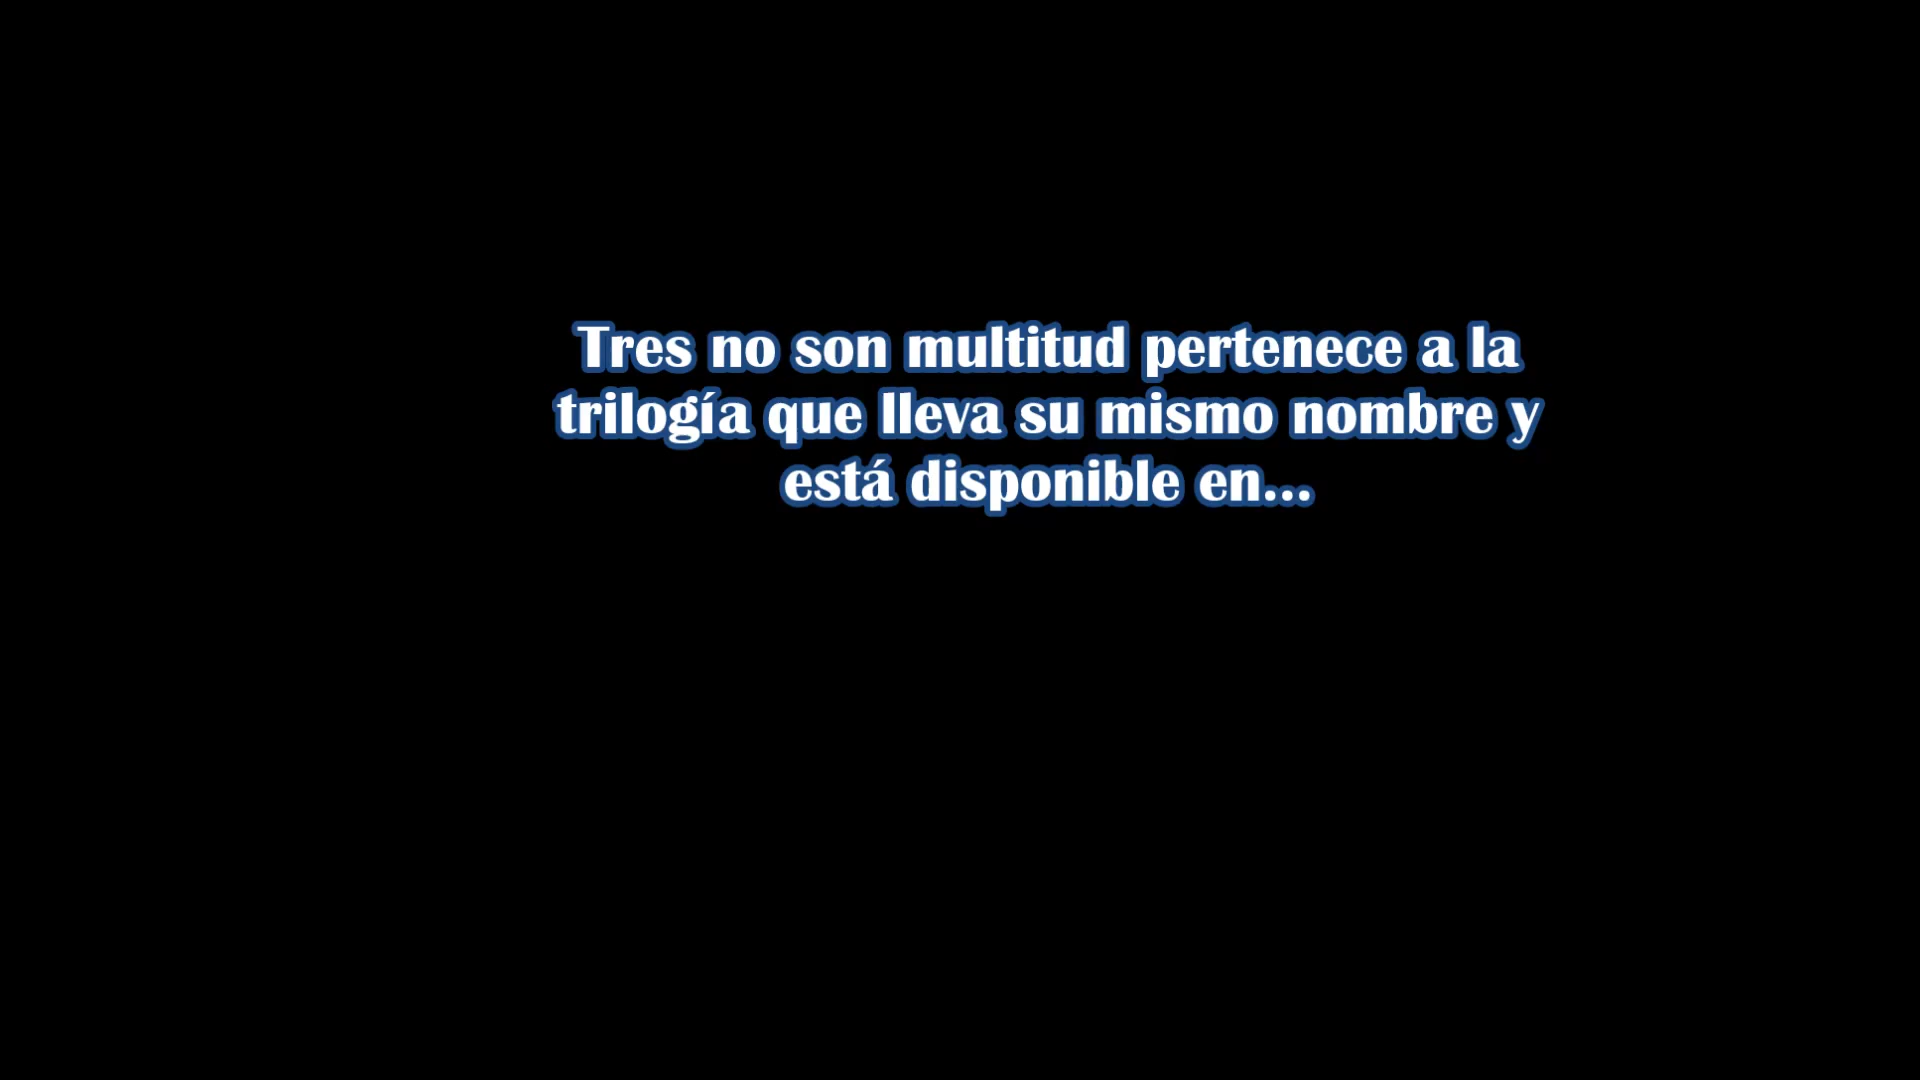 Tres no son multitud pertenece a la
trilogía que lleva su mismo nombre y
está disponible en...